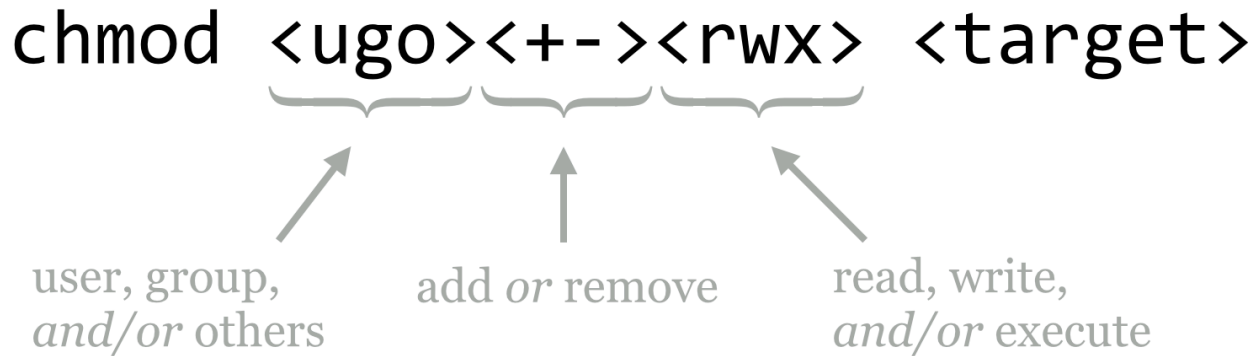 chmod <ugo><+-><rwx> <target>
user, group,
and/or others
add or remove
read, write,
and/or execute